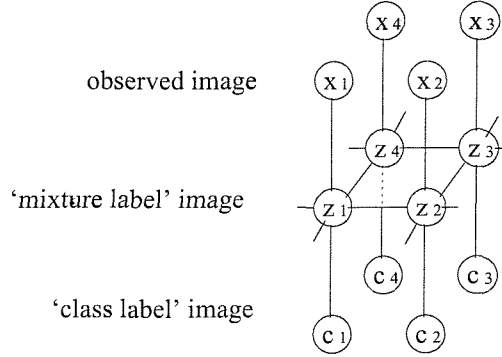 x4 x3
observed image x1 x2
z4 z3
'mixture label' image z1 z2
c4 c3
'class label' image c1 c2